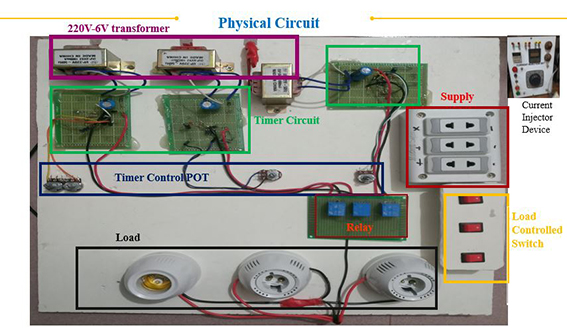 Physical Circuit
220V-6V transformer
Timer Circuit
Supply
Current
Injector
Device
Timer Control POT
Relay
Load
Load
Controlled
Switch